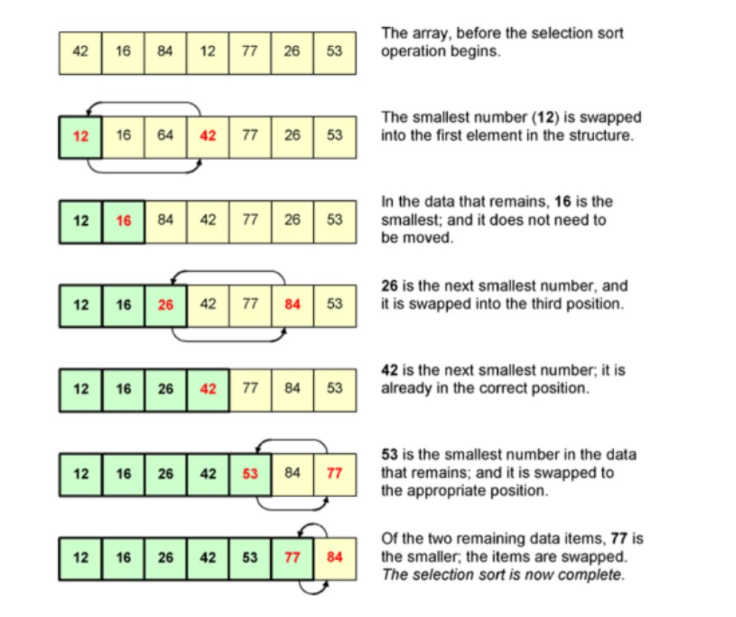 42 16 84 12 77 26 53
The array, before the selection sort
operation begins.
12 16 64 42 77 26 53
The smallest number (12) is swapped
into the first element in the structure.
12 16 84 42 77 26 53
In the data that remains, 16 is the
smallest; and it does not need to
be moved.
12 16 26 42 77 84 53
26 is the next smallest number, and
it is swapped into the third position.
12 16 26 42 77 84 53
42 is the next smallest number; it is
already in the correct position.
12 16 26 42 53 84 77
53 is the smallest number in the data
that remains; and it is swapped to
the appropriate position.
12 16 26 42 53 77 84
Of the two remaining data items, 77 is
the smaller; the items are swapped.
The selection sort is now complete.